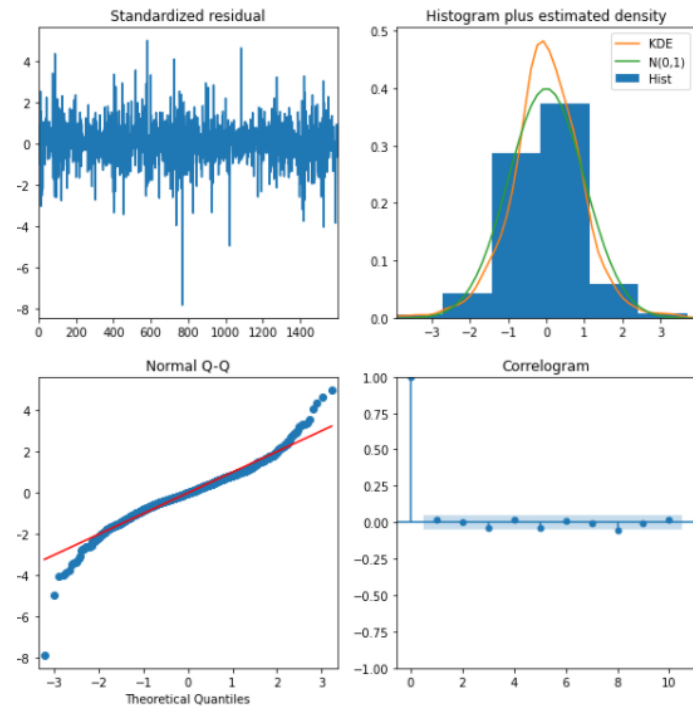 Standardized residual
4
2
0
-2
-4
-6
-8
0 200 400 600 800 1000 1200 1400
Histogram plus estimated density
KDE
N(0,1)
Hist
0.5
0.4
0.3
0.2
0.1
0.0
-3 -2 -1 0 1 2 3
Normal Q-Q
4
2
0
-2
-4
-6
-8
-3 -2 -1 0 1 2 3
Theoretical Quantiles
Correlogram
1.00
0.75
0.50
0.25
0.00
-0.25
-0.50
-0.75
-1.00
0 2 4 6 8 10